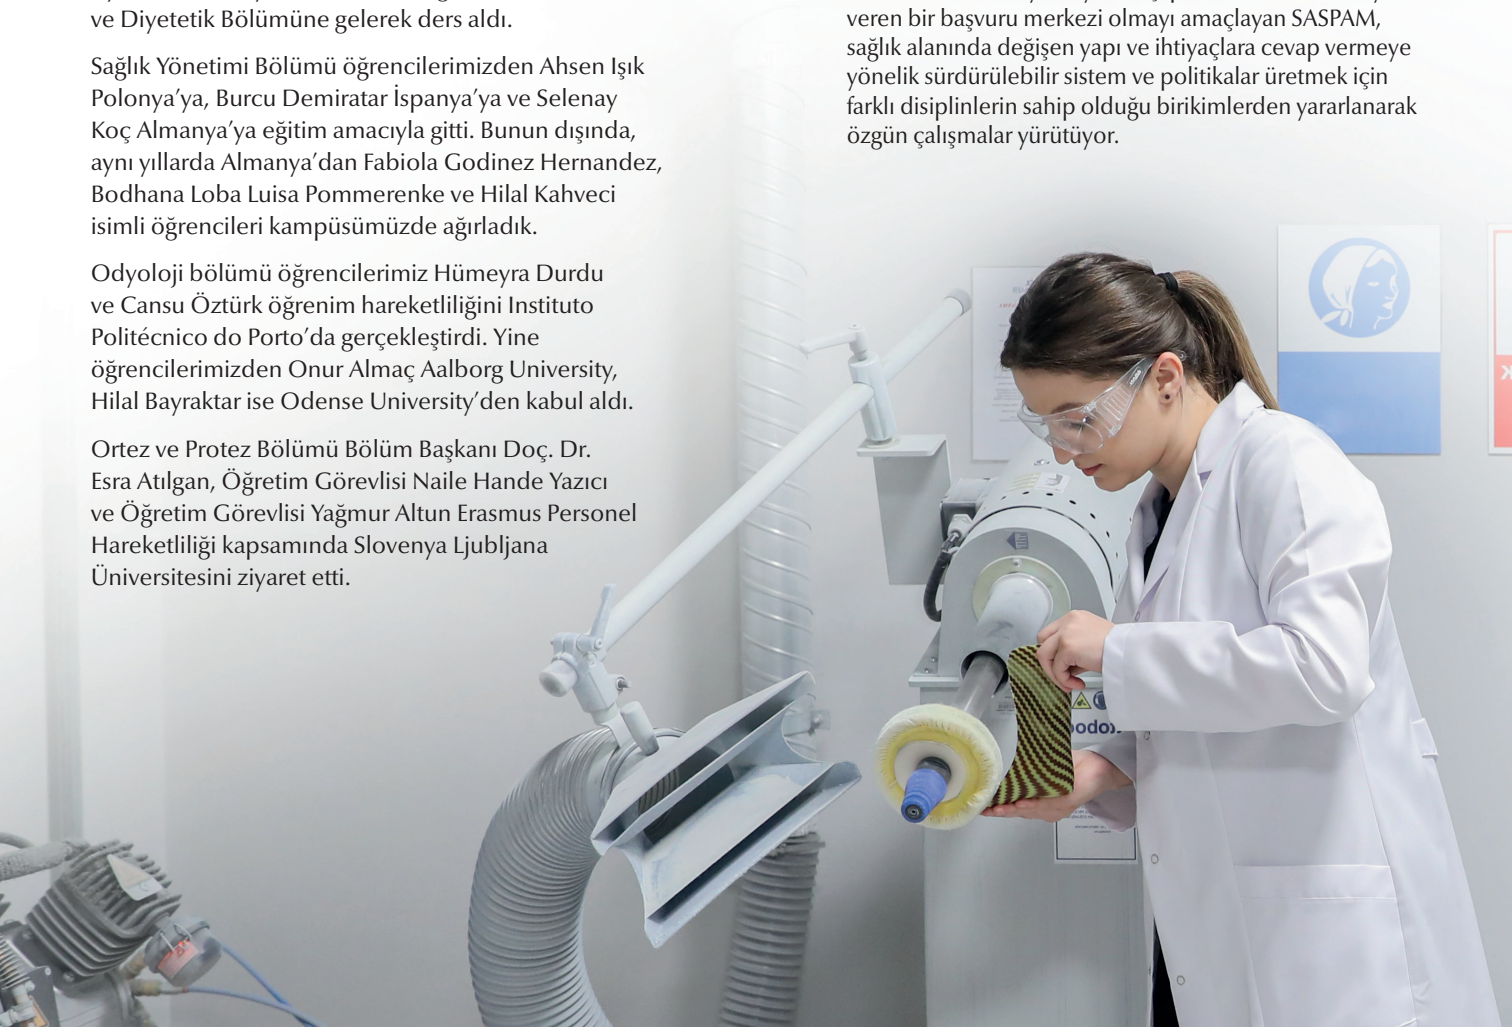 ve Diyetetik Bölümüne gelerek ders aldı.
Sağlık Yönetimi Bölümü öğrencilerimizden Ahsen Işık
Polonya’ya, Burcu Demiratar İspanya’ya ve Selenay
Koç Almanya’ya eğitim amacıyla gitti. Bunun dışında,
aynı yıllarda Almanya’dan Fabiola Godinez Hernandez,
Bodhana Loba Luisa Pommerenke ve Hilal Kahveci
isimli öğrencileri kampüsümüzde ağırladık.
Odyoloji bölümü öğrencilerimiz Hümeyra Durdu
ve Cansu Öztürk öğrenim hareketliliğini Instituto
Politécnico do Porto’da gerçekleştirdi. Yine
öğrencilerimizden Onur Almaç Aalborg University,
Hilal Bayraktar ise Odense University’den kabul aldı.
Ortez ve Protez Bölümü Bölüm Başkanı Doç. Dr.
Esra Atılgan, Öğretim Görevlisi Naile Hande Yazıcı
ve Öğretim Görevlisi Yağmur Altun Erasmus Personel
Hareketliliği kapsamında Slovenya Ljubljana
Üniversitesini ziyaret etti.
veren bir başvuru merkezi olmayı amaçlayan SASPAM,
sağlık alanında değişen yapı ve ihtiyaçlara cevap vermeye
yönelik sürdürülebilir sistem ve politikalar üretmek için
farklı disiplinlerin sahip olduğu birikimlerden yararlanarak
özgün çalışmalar yürütüyor.